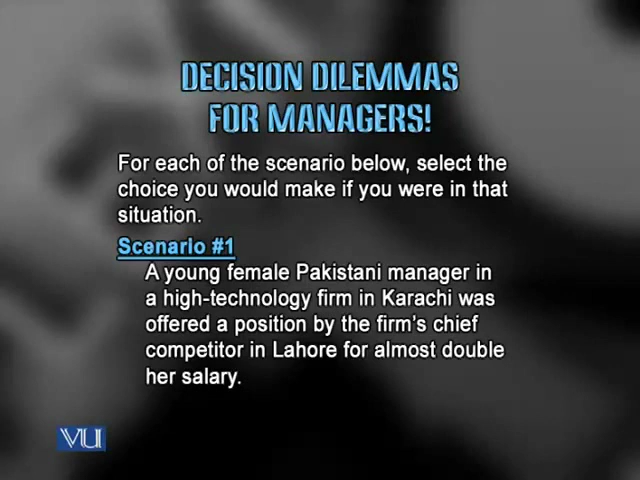 DECISION DILEMMAS
FOR MANAGERS!
For each of the scenario below, select the
choice you would make if you were in that
situation.
Scenario #1
A young female Pakistani manager in
a high-technology firm in Karachi was
offered a position by the firm's chief
competitor in Lahore for almost double
her salary.
VU